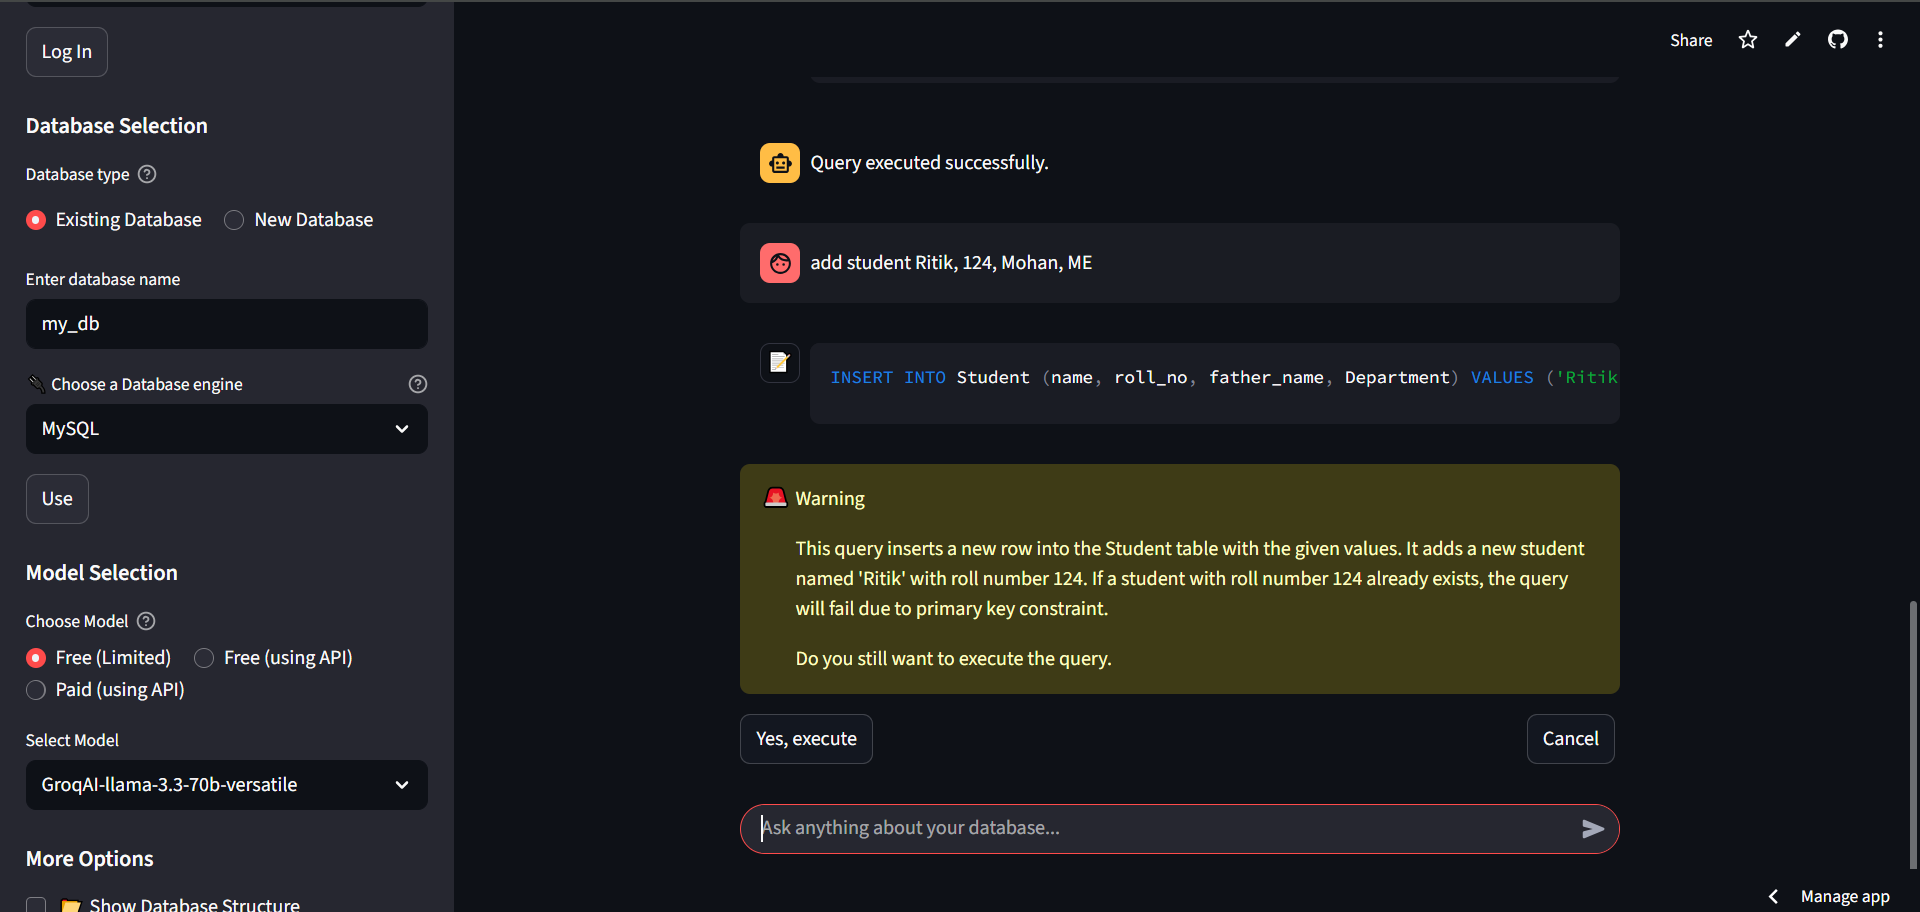 Log In
Database Selection
Database type
Existing Database
New Database
Enter database name
my_db
Choose a Database engine
MySQL
Use
Model Selection
Choose Model
Free (Limited)
Free (using API)
Paid (using API)
Select Model
GroqAI-llama-3.3-70b-versatile
More Options
Show Database Structure
Share
Query executed successfully.
add student Ritik, 124, Mohan, ME
INSERT INTO Student (name, roll_no, father_name, Department) VALUES ('Ritik
Warning
This query inserts a new row into the Student table with the given values. It adds a new student
named 'Ritik' with roll number 124. If a student with roll number 124 already exists, the query
will fail due to primary key constraint.
Do you still want to execute the query.
Yes, execute
Cancel
Ask anything about your database...
Manage app